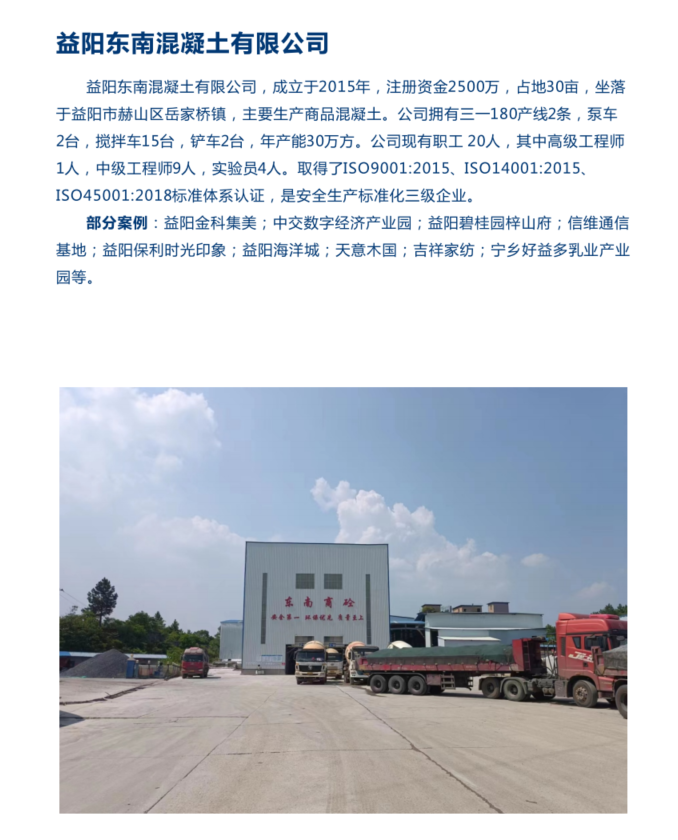 益阳东南混凝土有限公司
益阳东南混凝土有限公司，成立于2015年，注册资金2500万，占地30亩，坐落
于益阳市赫山区岳家桥镇，主要生产商品混凝土。公司拥有三一180产线2条，泵车
2台，搅拌车15台，铲车2台，年产能30万方。公司现有职工 20人，其中高级工程师
1人，中级工程师9人，实验员4人。取得了ISO9001:2015、ISO14001:2015、
ISO45001:2018标准体系认证，是安全生产标准化三级企业。
部分案例：益阳金科集美；中交数字经济产业园；益阳碧桂园梓山府；信维通信
基地；益阳保利时光印象；益阳海洋城；天意木国；吉祥家纺；宁乡好益多乳业产业
园等。
东南商砼
安全第一 环保优先 质量至上